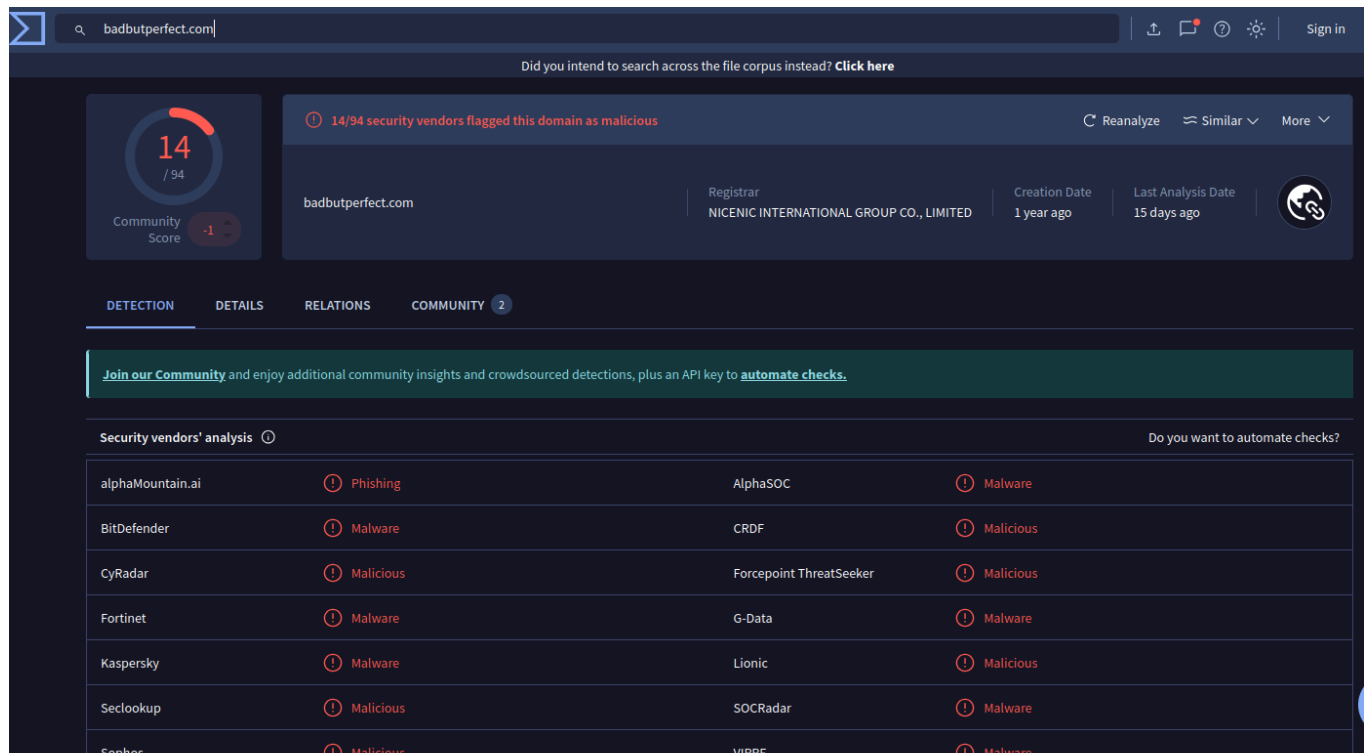 badbutperfect.com
Sign in
Did you intend to search across the file corpus instead? Click here
14
/ 94
Community Score
-1
14/94 security vendors flagged this domain as malicious
Reanalyze
Similar
More
badbutperfect.com
Registrar
NICENIC INTERNATIONAL GROUP CO., LIMITED
Creation Date
1 year ago
Last Analysis Date
15 days ago
DETECTION DETAILS RELATIONS COMMUNITY 2
Join our Community and enjoy additional community insights and crowdsourced detections, plus an API key to automate checks.
Security vendors' analysis
Do you want to automate checks?
alphaMountain.ai Phishing AlphaSOC Malware
BitDefender Malware CRDF Malicious
CyRadar Malicious Forcepoint ThreatSeeker Malicious
Fortinet Malware G-Data Malware
Kaspersky Malware Lionic Malicious
Seclookup Malicious SOCRadar Malware
Sophos Malicious VIPRE Malware